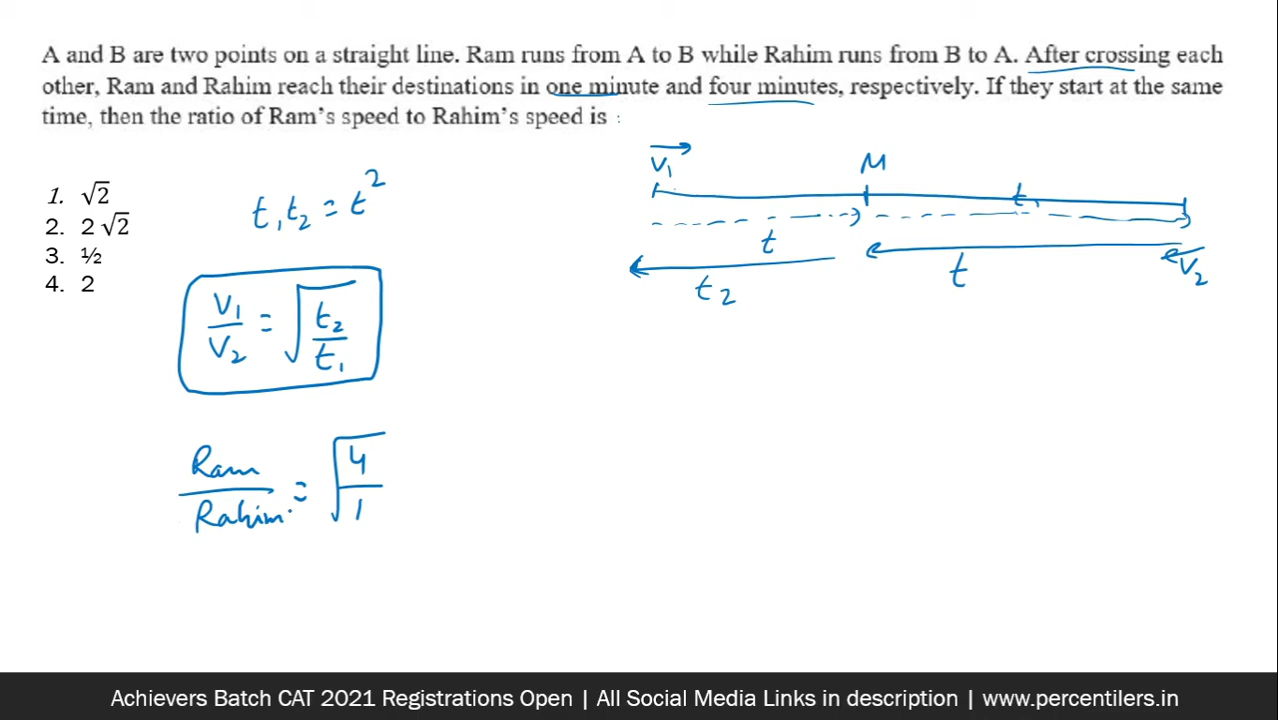 A and B are two points on a straight line. Ram runs from A to B while Rahim runs from B to A. After crossing each
other, Ram and Rahim reach their destinations in one minute and four minutes, respectively. If they start at the same
time, then the ratio of Ram's speed to Rahim's speed is :
1. √2
2. 2 √2
3. ½
4. 2
t₁t₂ = t²
V₁/V₂ = √(t₂/t₁)
Ram/Rahim. = √(4/1)
V₁
M
t₁
t
t
V₂
t₂
Achievers Batch CAT 2021 Registrations Open | All Social Media Links in description | www.percentilers.in